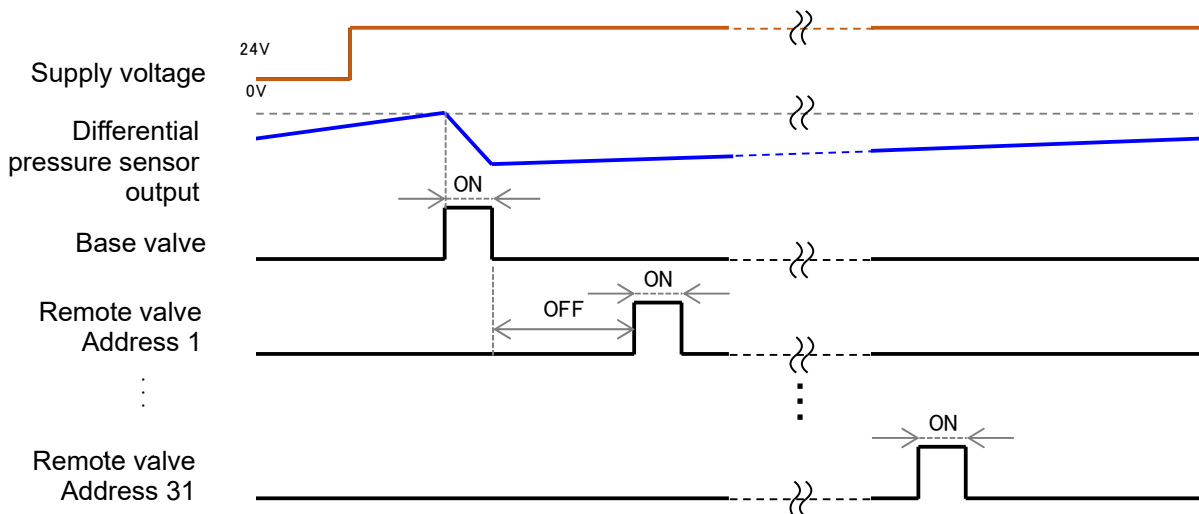 24V
Supply voltage
0V
Differential
pressure sensor
output
ON
Base valve
ON
OFF
Remote valve
Address 1
ON
Remote valve
Address 31